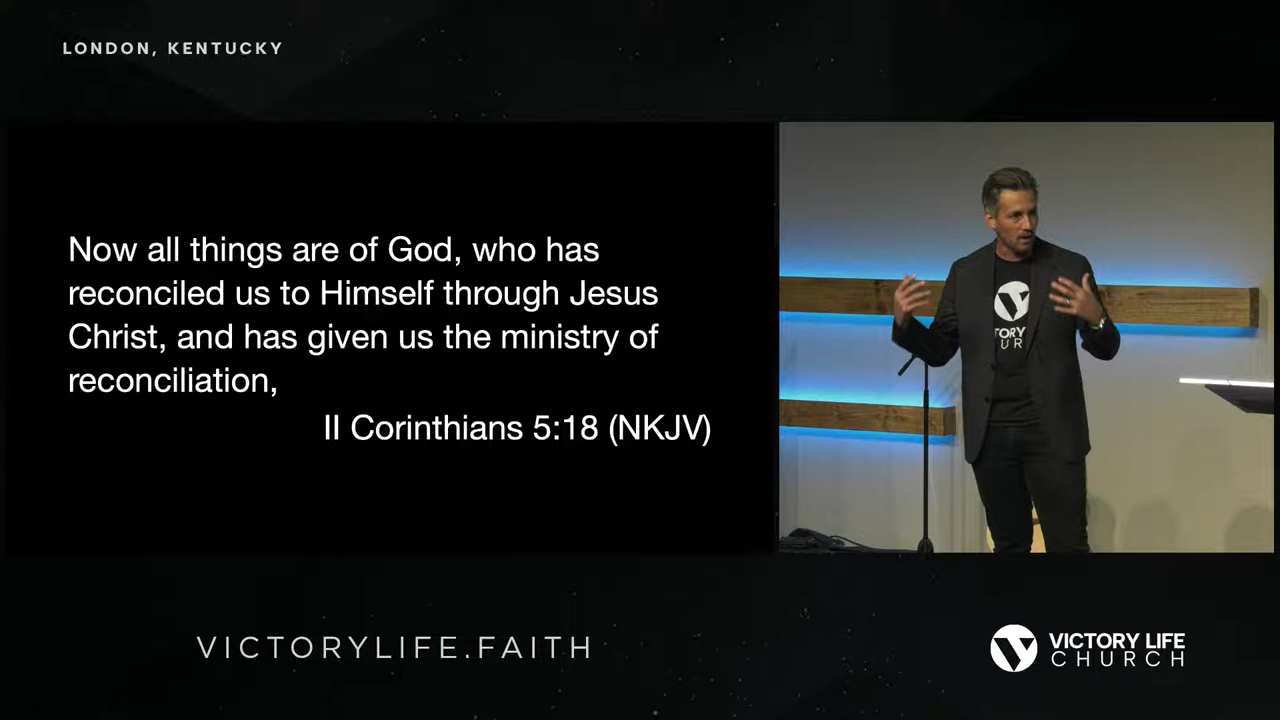 LONDON, KENTUCKY
Now all things are of God, who has
reconciled us to Himself through Jesus
Christ, and has given us the ministry of
reconciliation,
II Corinthians 5:18 (NKJV)
VICTORYLIFE.FAITH
VICTORY LIFE
CHURCH